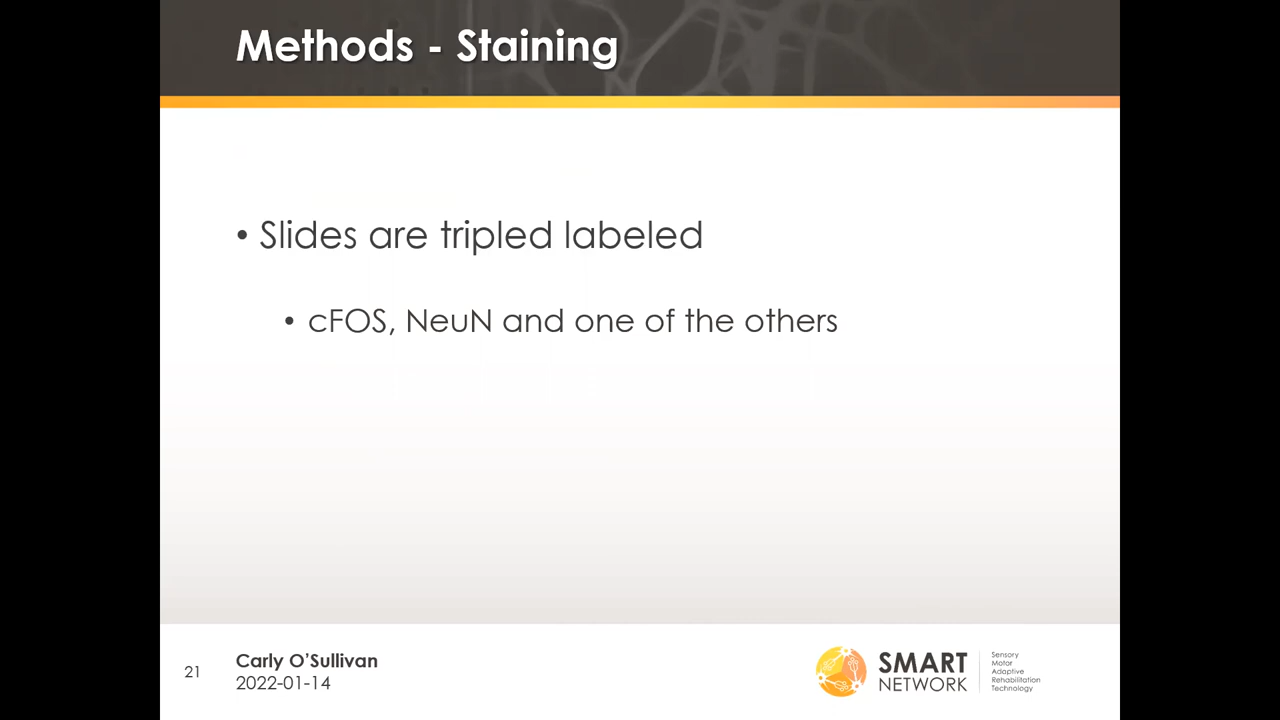 Methods - Staining
• Slides are tripled labeled
• cFOS, NeuN and one of the others
21
Carly O’Sullivan
2022-01-14
SMART
NETWORK
Sensory
Motor
Adaptive
Rehabilitation
Technology